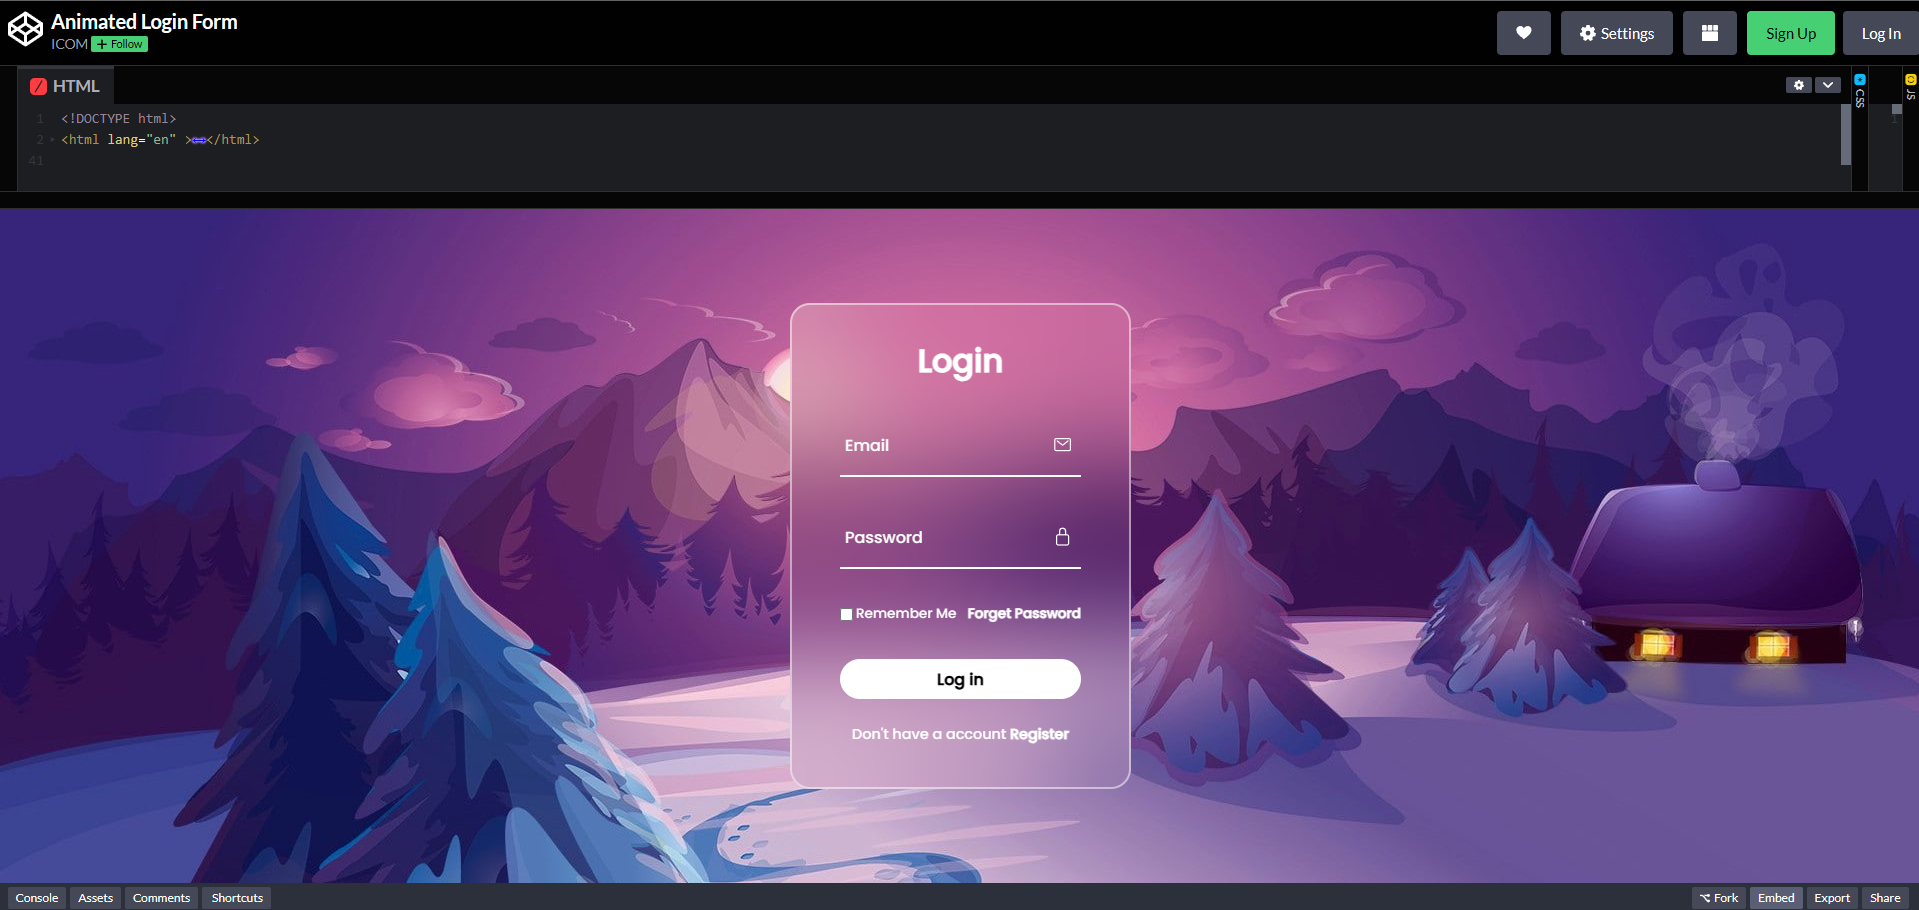 Animated Login Form
ICOM + Follow
Settings
Sign Up
Log In
HTML
CSS
JS
1 <!DOCTYPE html>
2 <html lang="en" ></html>
41
1
Login
Email
Password
Remember Me Forget Password
Log in
Don't have a account Register
Console Assets Comments Shortcuts
Fork Embed Export Share